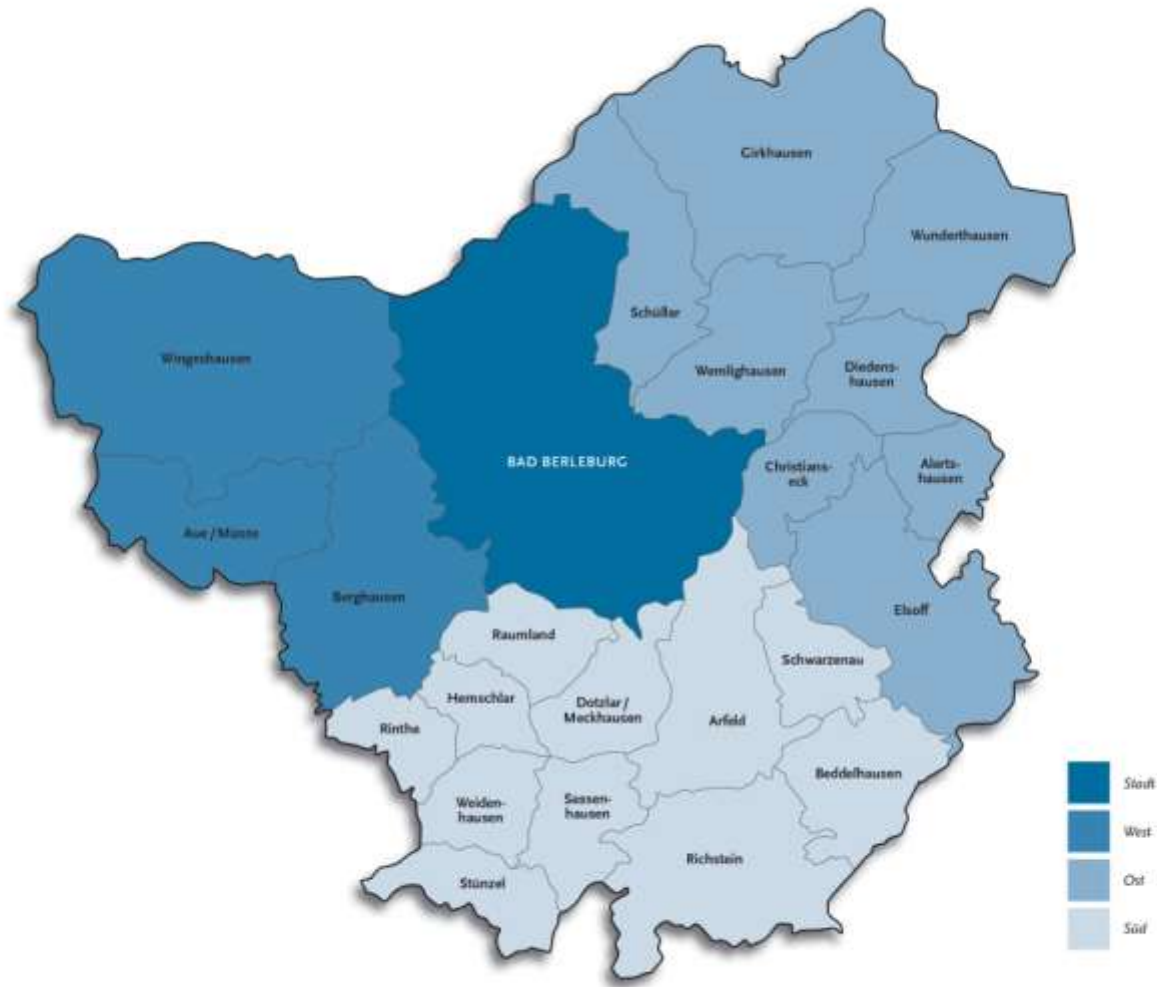 Girkhausen
Wunderthausen
Schüllar
Wingeshausen
Wemlighausen
Diedens-
hausen
BAD BERLEBURG
Christians-
eck
Alerts-
hausen
Aue / Müsse
Berghausen
Elsoff
Raumland
Schwarzenau
Hemschlar
Dotzlar /
Meckhausen
Rinthe
Arfeld
Beddelhausen
Weiden-
hausen
Sassen-
hausen
Richstein
Stünzel
Stadt
West
Ost
Süd